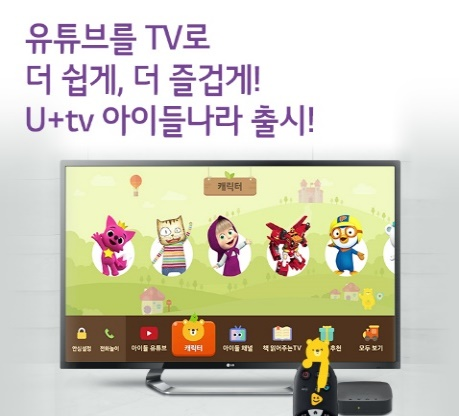 유튜브를 TV로
더 쉽게, 더 즐겁게!
U+tv 아이들나라 출시!
캐릭터
안심설정 전화놀이 아이들 유튜브 캐릭터 아이들 채널 책 읽어주는TV 추천 모두 보기
LG